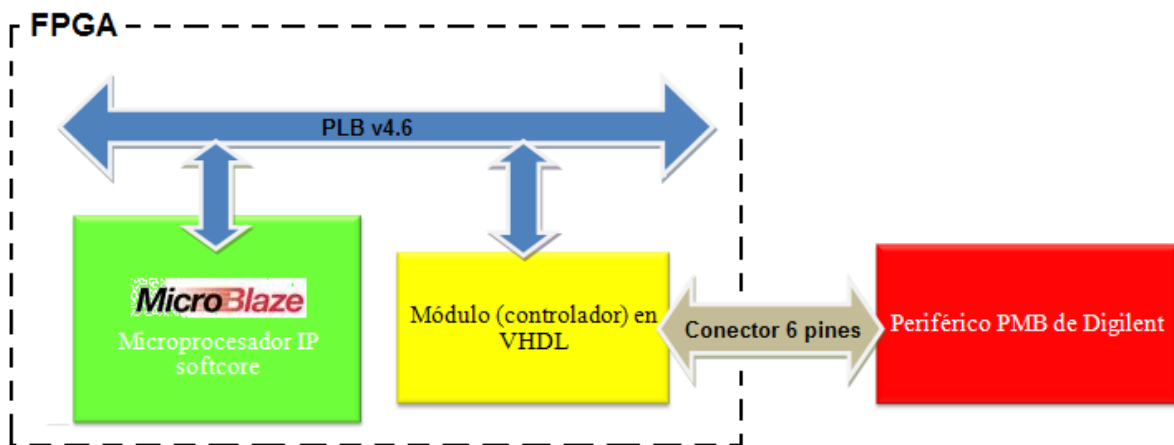 FPGA
PLB v4.6
MicroBlaze
Microprocesador IP
softcore
Módulo (controlador) en
VHDL
Conector 6 pines
Periférico PMB de Digilent